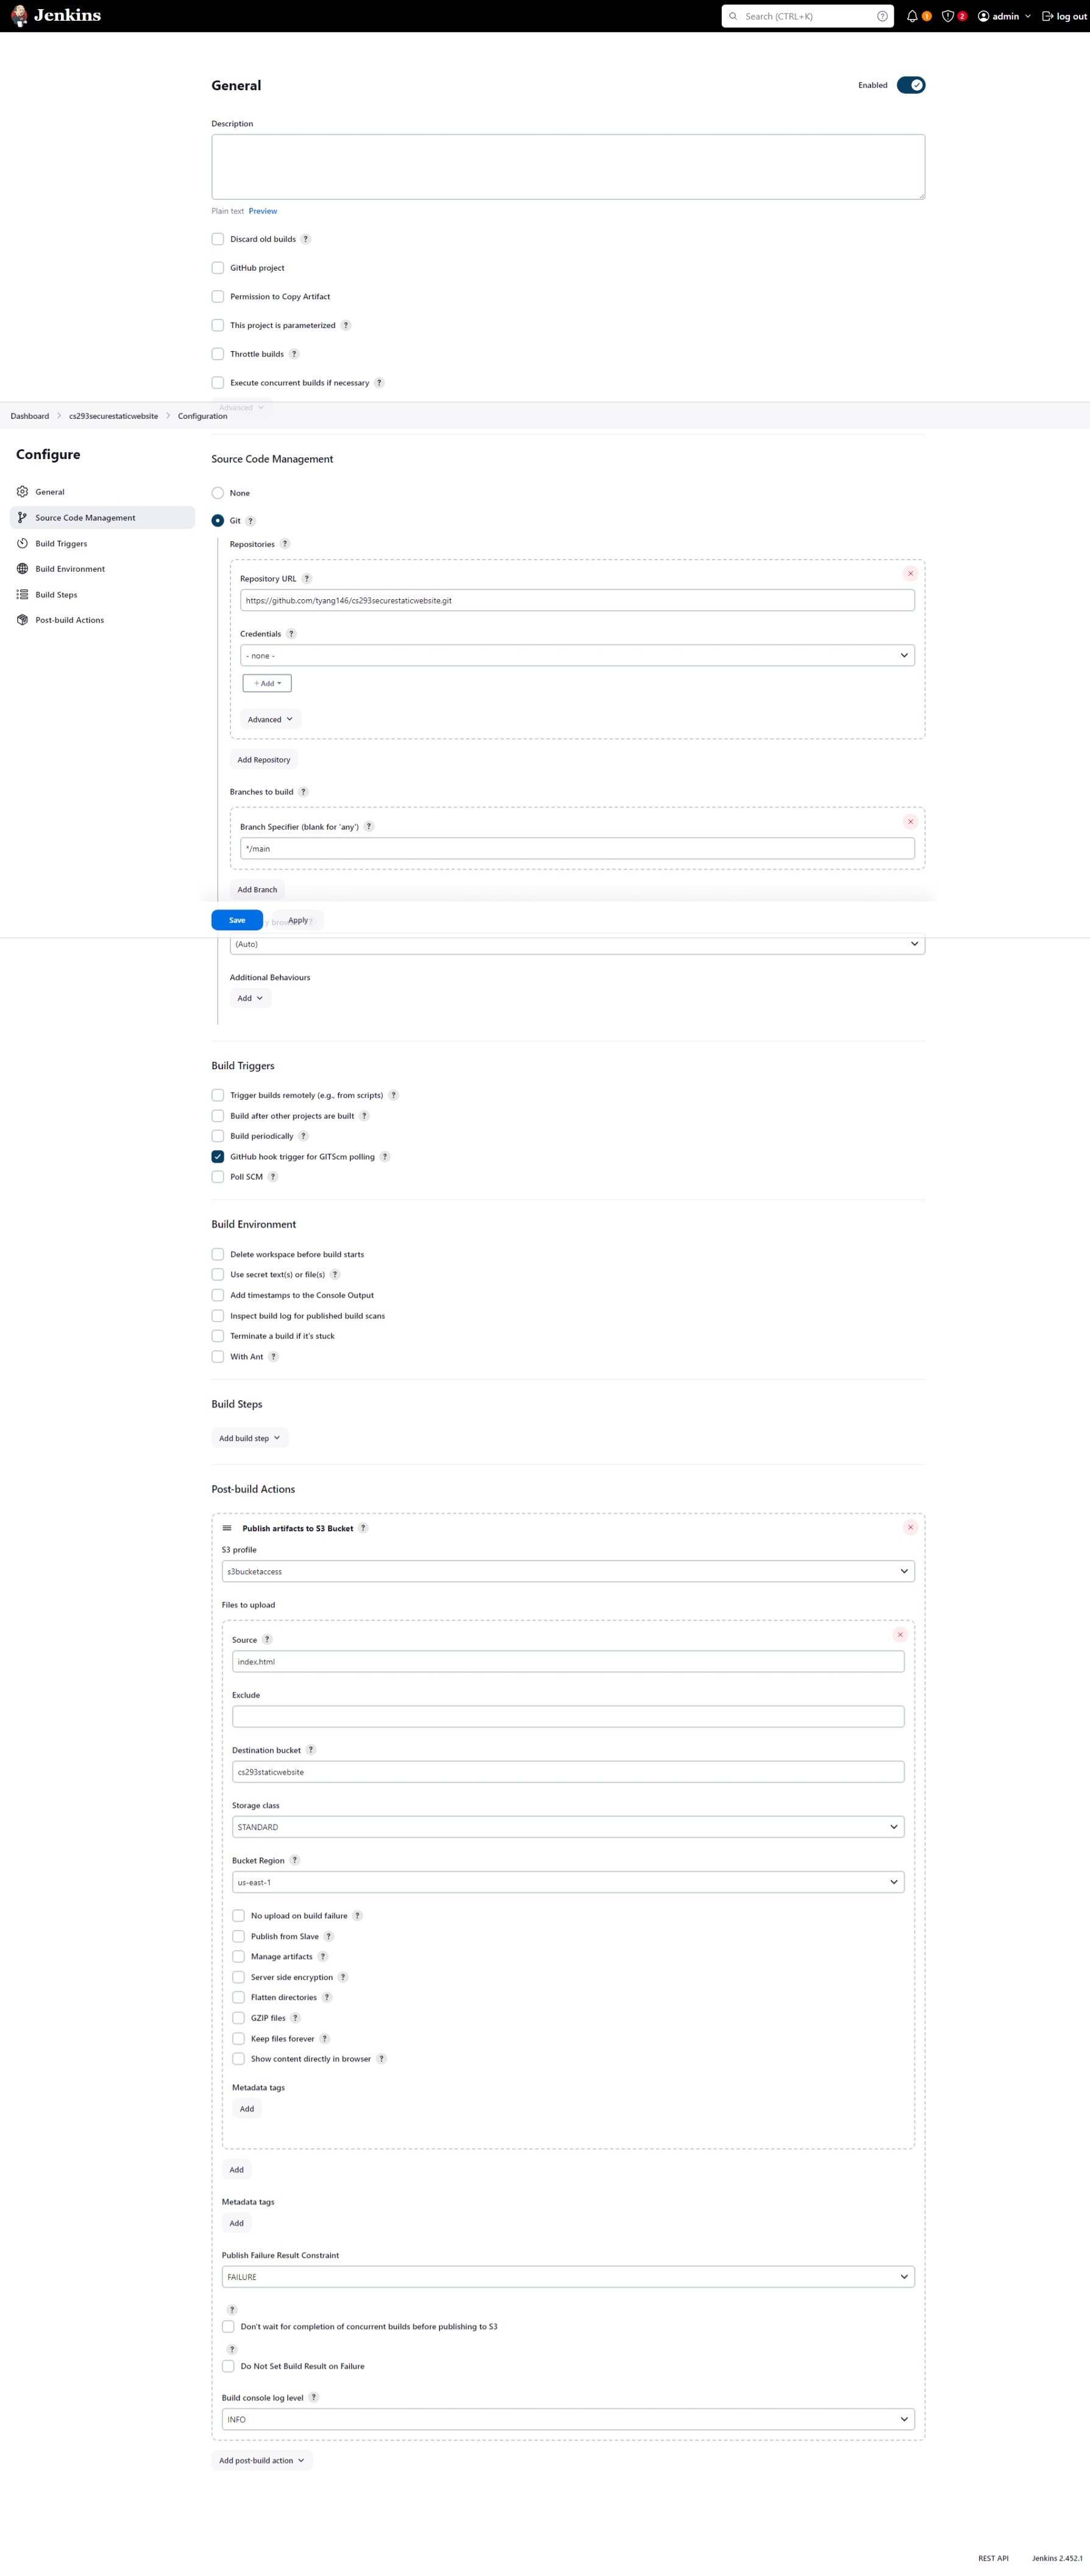 Jenkins
Search (CTRL+K)
?
1
2
admin
log out
General
Enabled
Description
Plain text Preview
Discard old builds ?
GitHub project
Permission to Copy Artifact
This project is parameterized ?
Throttle builds ?
Execute concurrent builds if necessary ?
Advanced
Dashboard > cs293securestaticwebsite > Configuration
Configure
General
Source Code Management
Build Triggers
Build Environment
Build Steps
Post-build Actions
Source Code Management
None
Git ?
Repositories ?
Repository URL ?
https://github.com/tyang146/cs293securestaticwebsite.git
Credentials ?
- none -
+ Add
Advanced
Add Repository
Branches to build ?
Branch Specifier (blank for 'any') ?
*/main
Add Branch
Save
Apply
(Auto)
Additional Behaviours
Add
Build Triggers
Trigger builds remotely (e.g., from scripts) ?
Build after other projects are built ?
Build periodically ?
GitHub hook trigger for GITScm polling ?
Poll SCM ?
Build Environment
Delete workspace before build starts
Use secret text(s) or file(s) ?
Add timestamps to the Console Output
Inspect build log for published build scans
Terminate a build if it's stuck
With Ant ?
Build Steps
Add build step
Post-build Actions
Publish artifacts to S3 Bucket ?
S3 profile
s3bucketaccess
Files to upload
Source ?
index.html
Exclude
Destination bucket ?
cs293staticwebsite
Storage class
STANDARD
Bucket Region ?
us-east-1
No upload on build failure ?
Publish from Slave ?
Manage artifacts ?
Server side encryption ?
Flatten directories ?
GZIP files ?
Keep files forever ?
Show content directly in browser ?
Metadata tags
Add
Add
Metadata tags
Add
Publish Failure Result Constraint
FAILURE
?
Don't wait for completion of concurrent builds before publishing to S3
?
Do Not Set Build Result on Failure
Build console log level ?
INFO
Add post-build action
REST API
Jenkins 2.452.1